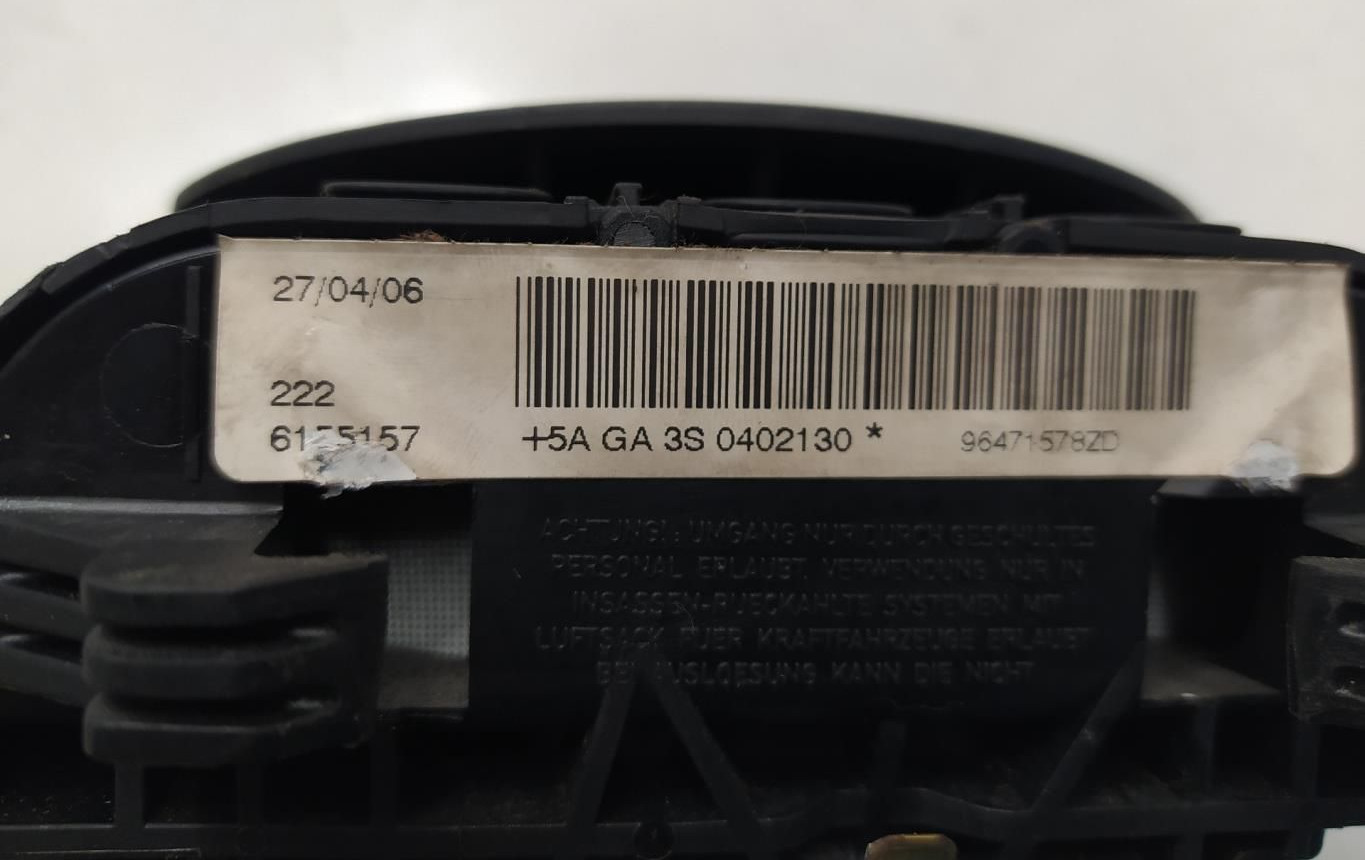 27/04/06
222
6155157
+5A GA 3S 0402130 *
96471578ZD
ACHTUNG! UMGANG NUR DURCH GESCHULTES
PERSONAL ERLAUBT. VERWENDUNG NUR IN
INSASSEN-RUECKAHLTE SYSTEMEN MIT
LUFTSACK FUER KRAFTFAHRZEUGE ERLAUBT
BEI AUSLOESUNG KANN DIE NICHT